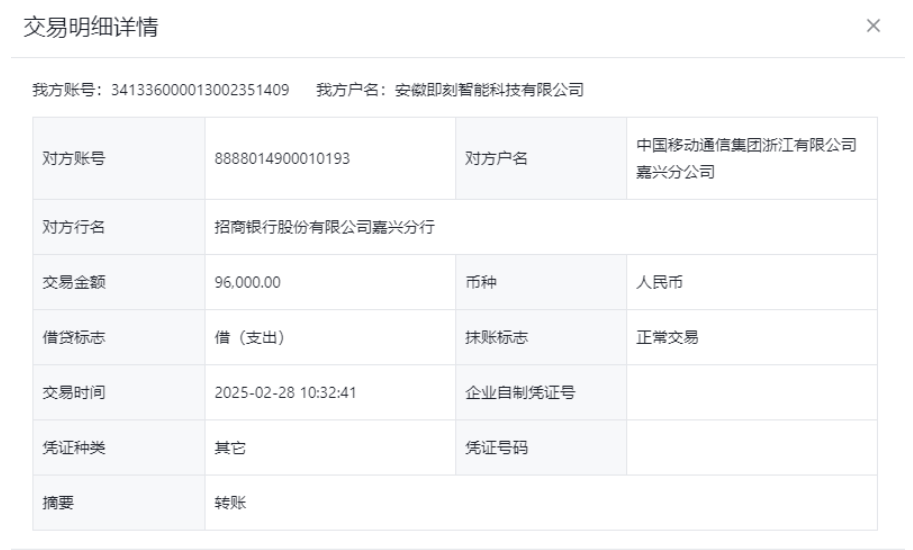 交易明细详情
我方账号：341336000013002351409 我方户名：安徽即刻智能科技有限公司
对方账号 8888014900010193 对方户名 中国移动通信集团浙江有限公司
嘉兴分公司
对方行名 招商银行股份有限公司嘉兴分行
交易金额 96,000.00 币种 人民币
借贷标志 借（支出） 抹账标志 正常交易
交易时间 2025-02-28 10:32:41 企业自制凭证号
凭证种类 其它 凭证号码
摘要 转账